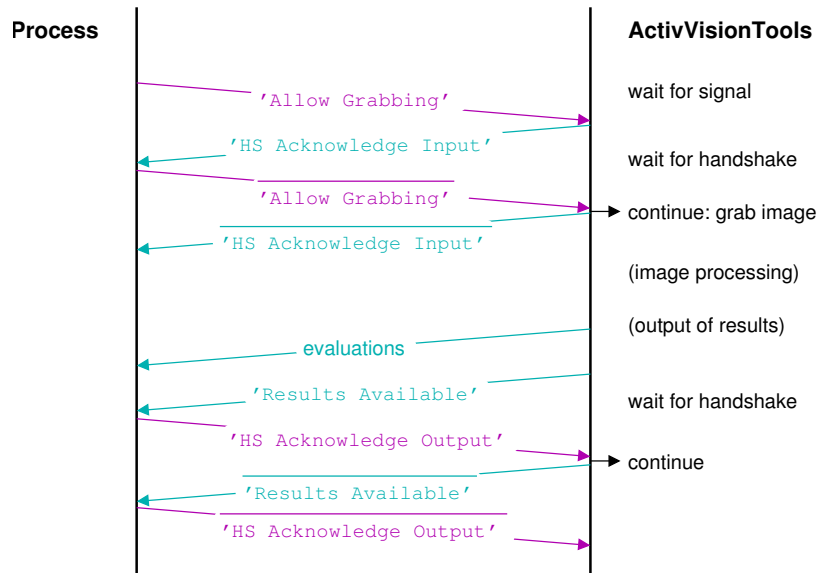 Process
ActivVisionTools
wait for signal
'Allow Grabbing'
'HS Acknowledge Input'
wait for handshake
'Allow Grabbing'
continue: grab image
'HS Acknowledge Input'
(image processing)
(output of results)
evaluations
'Results Available'
wait for handshake
'HS Acknowledge Output'
continue
'Results Available'
'HS Acknowledge Output'